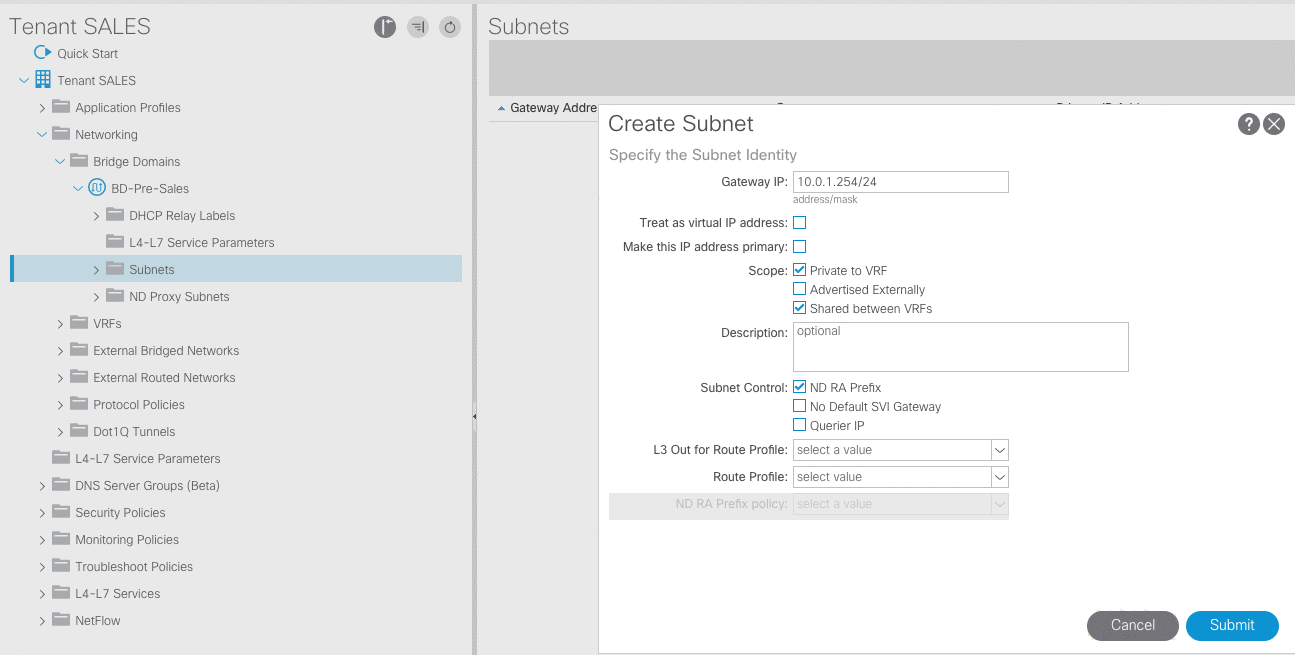 Tenant SALES
Quick Start
Tenant SALES
Application Profiles
Networking
Bridge Domains
BD-Pre-Sales
DHCP Relay Labels
L4-L7 Service Parameters
Subnets
ND Proxy Subnets
VRFs
External Bridged Networks
External Routed Networks
Protocol Policies
Dot1Q Tunnels
L4-L7 Service Parameters
DNS Server Groups (Beta)
Security Policies
Monitoring Policies
Troubleshoot Policies
L4-L7 Services
NetFlow
Subnets
Gateway Addre
Create Subnet
?
Specify the Subnet Identity
Gateway IP: 10.0.1.254/24
address/mask
Treat as virtual IP address:
Make this IP address primary:
Scope: Private to VRF
Advertised Externally
Shared between VRFs
Description: optional
Subnet Control: ND RA Prefix
No Default SVI Gateway
Querier IP
L3 Out for Route Profile: select a value
Route Profile: select value
ND RA Prefix policy: select a value
Cancel Submit